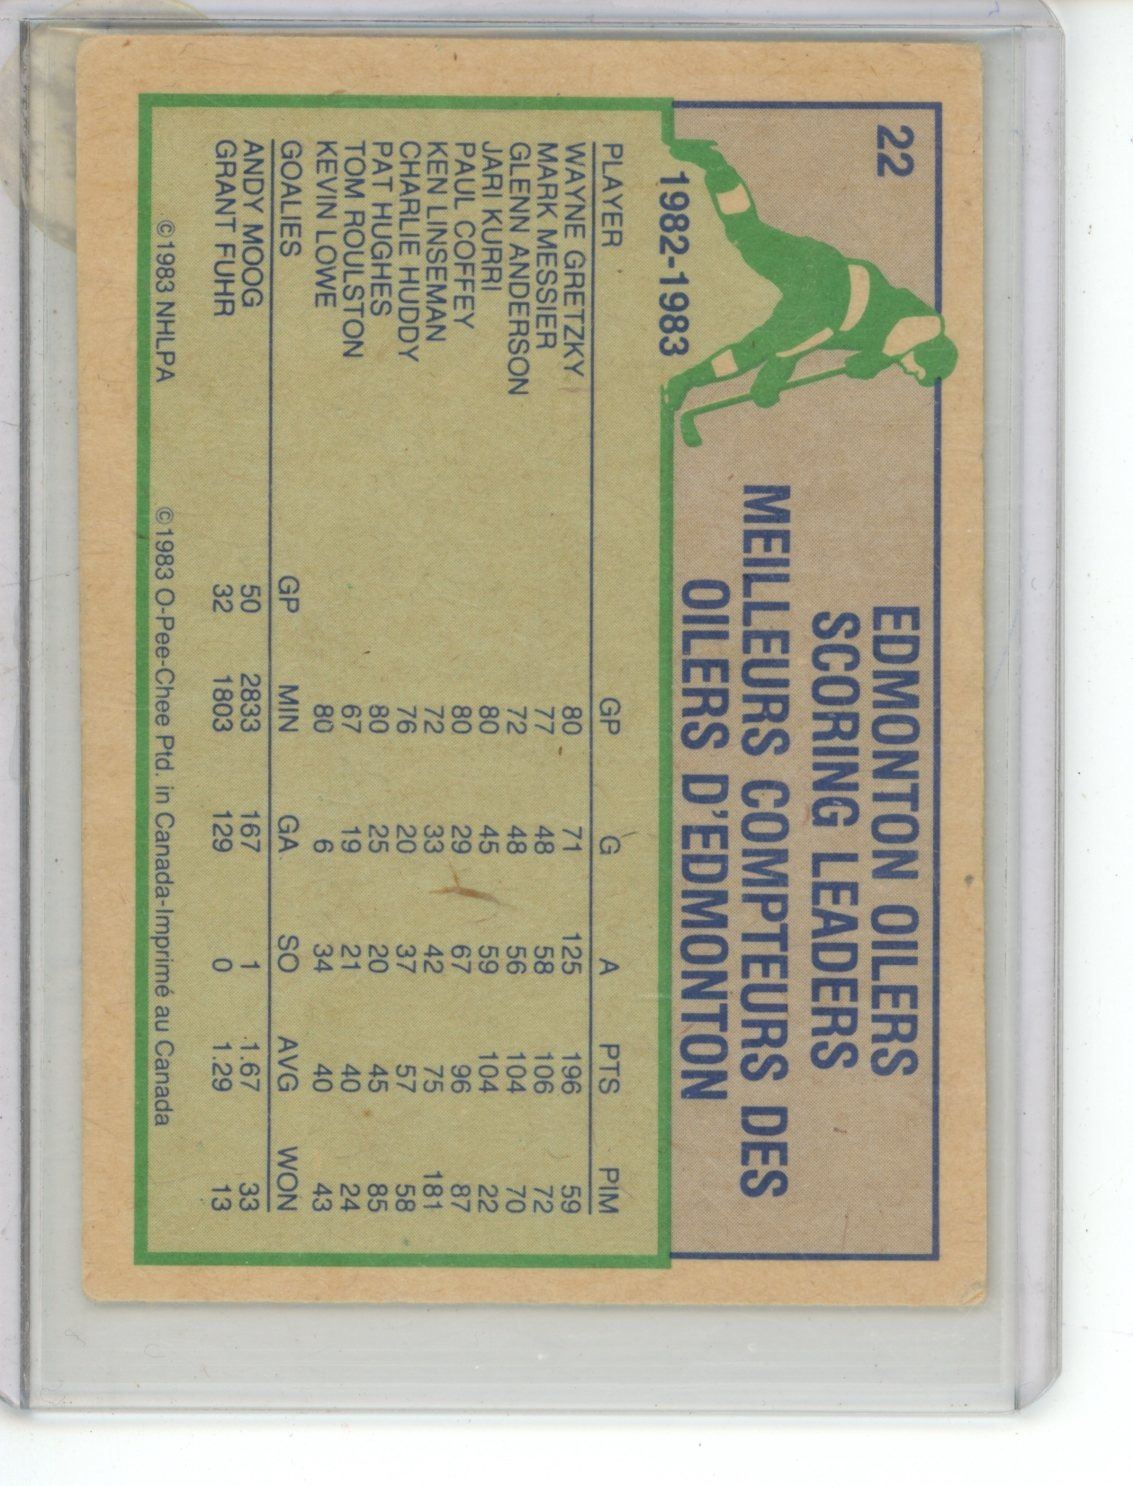 22
EDMONTON OILERS
SCORING LEADERS
MEILLEURS COMPTEURS DES
OILERS D'EDMONTON
1982-1983
PLAYER GP G A PTS PIM
WAYNE GRETZKY 80 71 125 196 59
MARK MESSIER 77 48 58 106 72
GLENN ANDERSON 72 48 56 104 70
JARI KURRI 80 45 59 104 22
PAUL COFFEY 80 29 67 96 87
KEN LINSEMAN 72 33 42 75 181
CHARLIE HUDDY 76 20 37 57 58
PAT HUGHES 80 25 20 45 85
TOM ROULSTON 67 19 21 40 24
KEVIN LOWE 80 6 34 40 43
GOALIES GP MIN GA SO AVG WON
ANDY MOOG 50 2833 167 1 1.67 33
GRANT FUHR 32 1803 129 0 1.29 13
©1983 NHLPA ©1983 O-Pee-Chee Ptd. in Canada-Imprimé au Canada